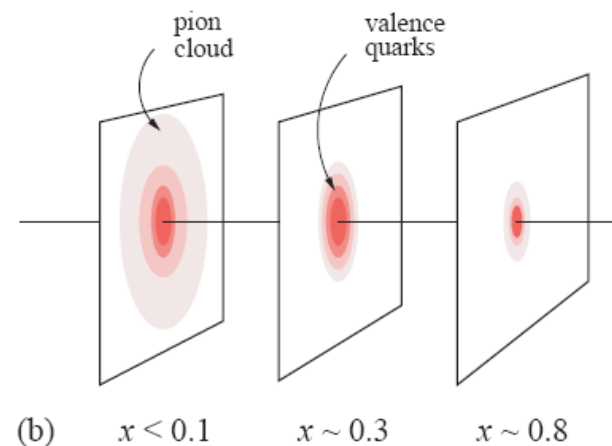 pion
cloud
valence
quarks
(b) x < 0.1 x ~ 0.3 x ~ 0.8